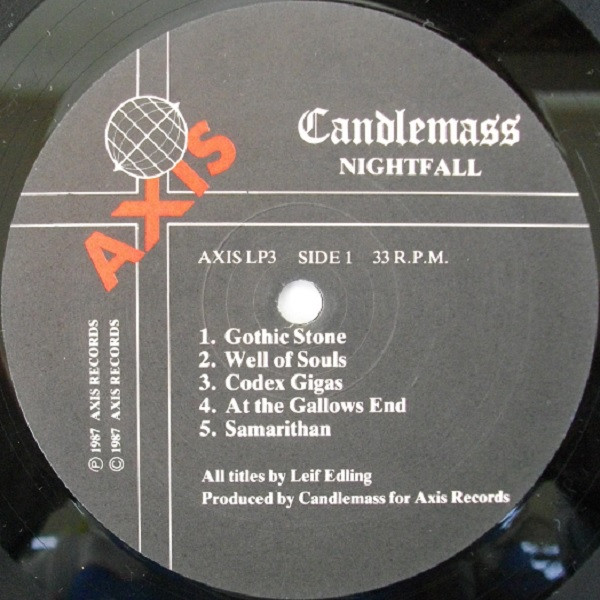 Candlemass
NIGHTFALL
AXIS
AXIS LP3 SIDE 1 33 R.P.M.
1. Gothic Stone
2. Well of Souls
3. Codex Gigas
4. At the Gallows End
5. Samarithan
All titles by Leif Edling
Produced by Candlemass for Axis Records
℗ 1987 AXIS RECORDS
© 1987 AXIS RECORDS